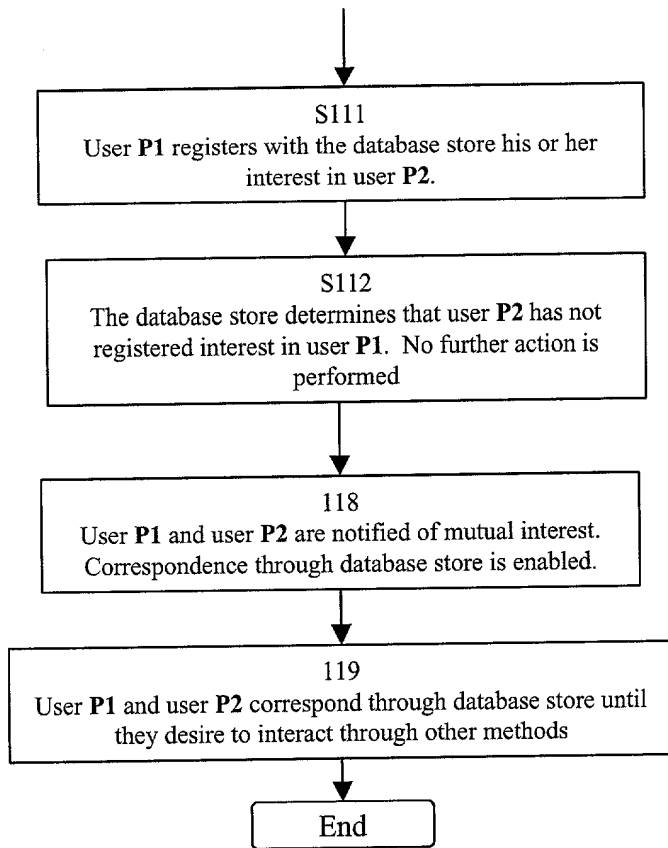 S111
User P1 registers with the database store his or her
interest in user P2.
S112
The database store determines that user P2 has not
registered interest in user P1. No further action is
performed
118
User P1 and user P2 are notified of mutual interest.
Correspondence through database store is enabled.
119
User P1 and user P2 correspond through database store until
they desire to interact through other methods
End